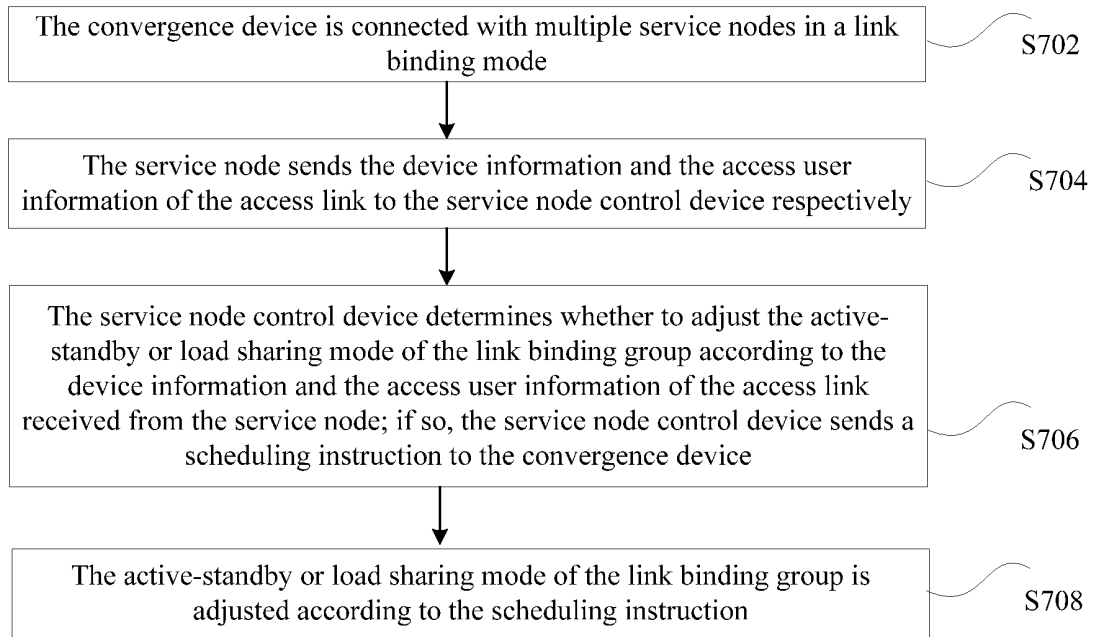 The convergence device is connected with multiple service nodes in a link
binding mode
S702
The service node sends the device information and the access user
information of the access link to the service node control device respectively
S704
The service node control device determines whether to adjust the active-
standby or load sharing mode of the link binding group according to the
device information and the access user information of the access link
received from the service node; if so, the service node control device sends a
scheduling instruction to the convergence device
S706
The active-standby or load sharing mode of the link binding group is
adjusted according to the scheduling instruction
S708